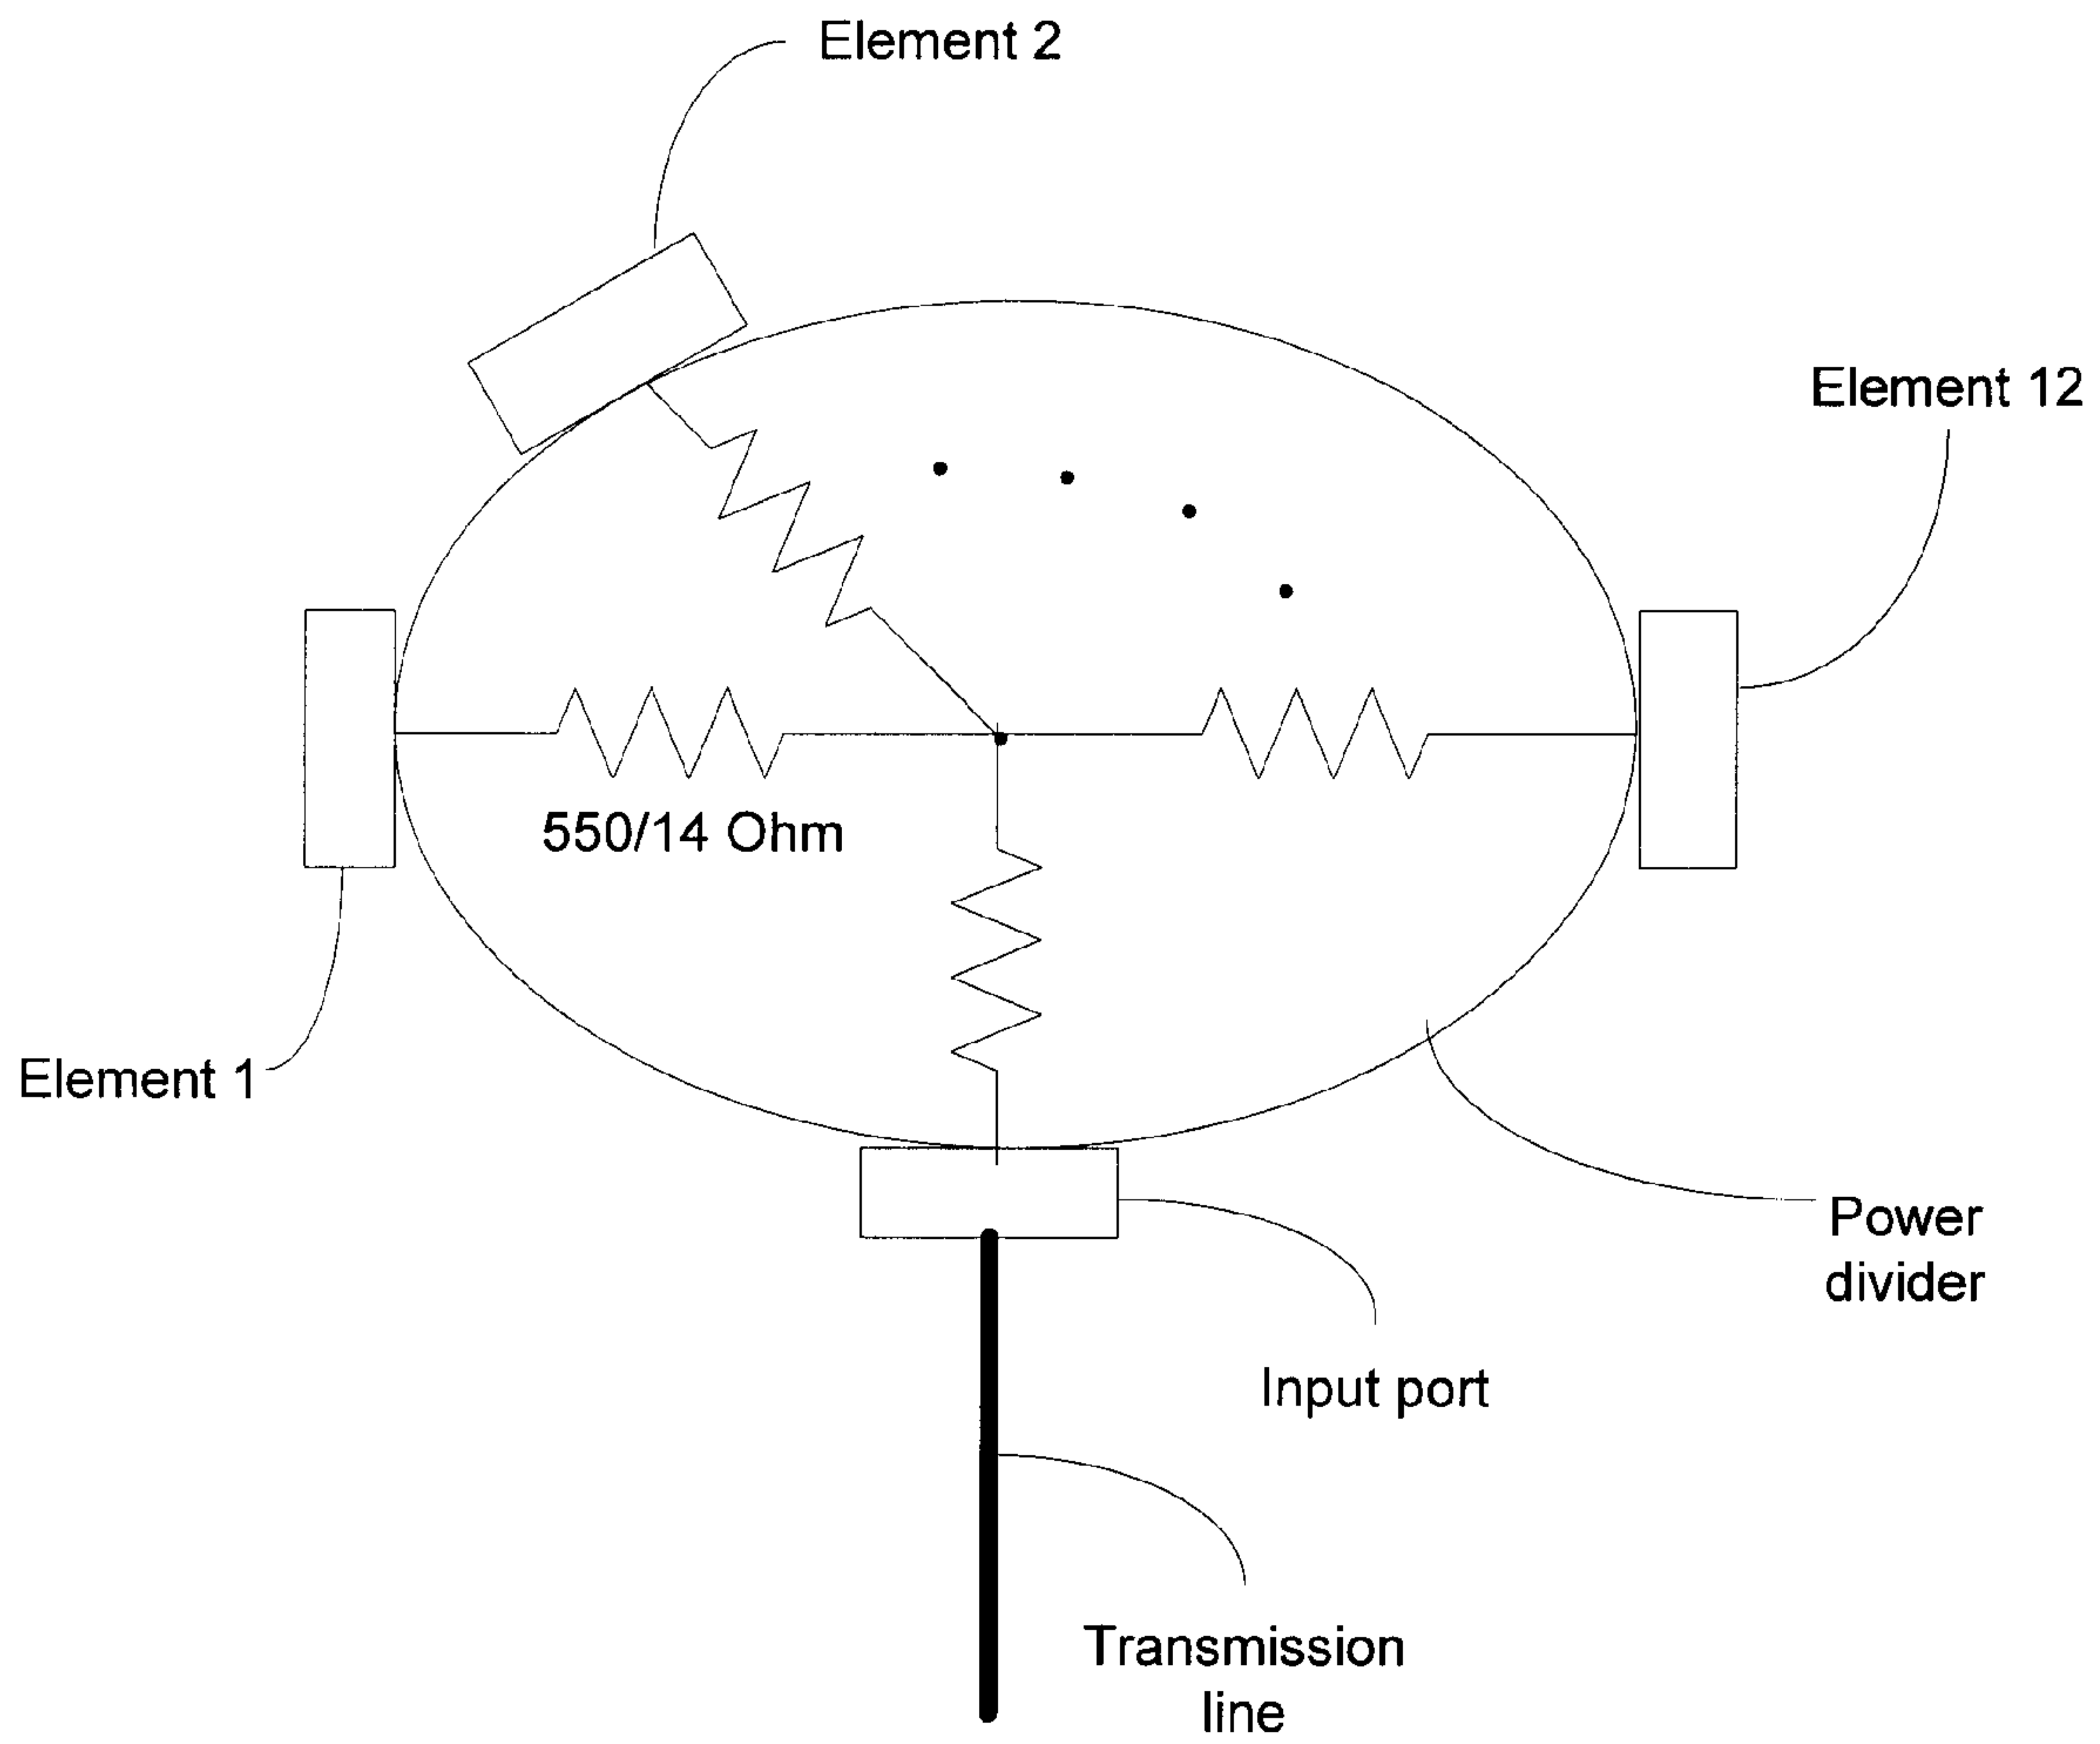 Element 2
Element 12
550/14 Ohm
Element 1
Power
divider
Input port
Transmission
line